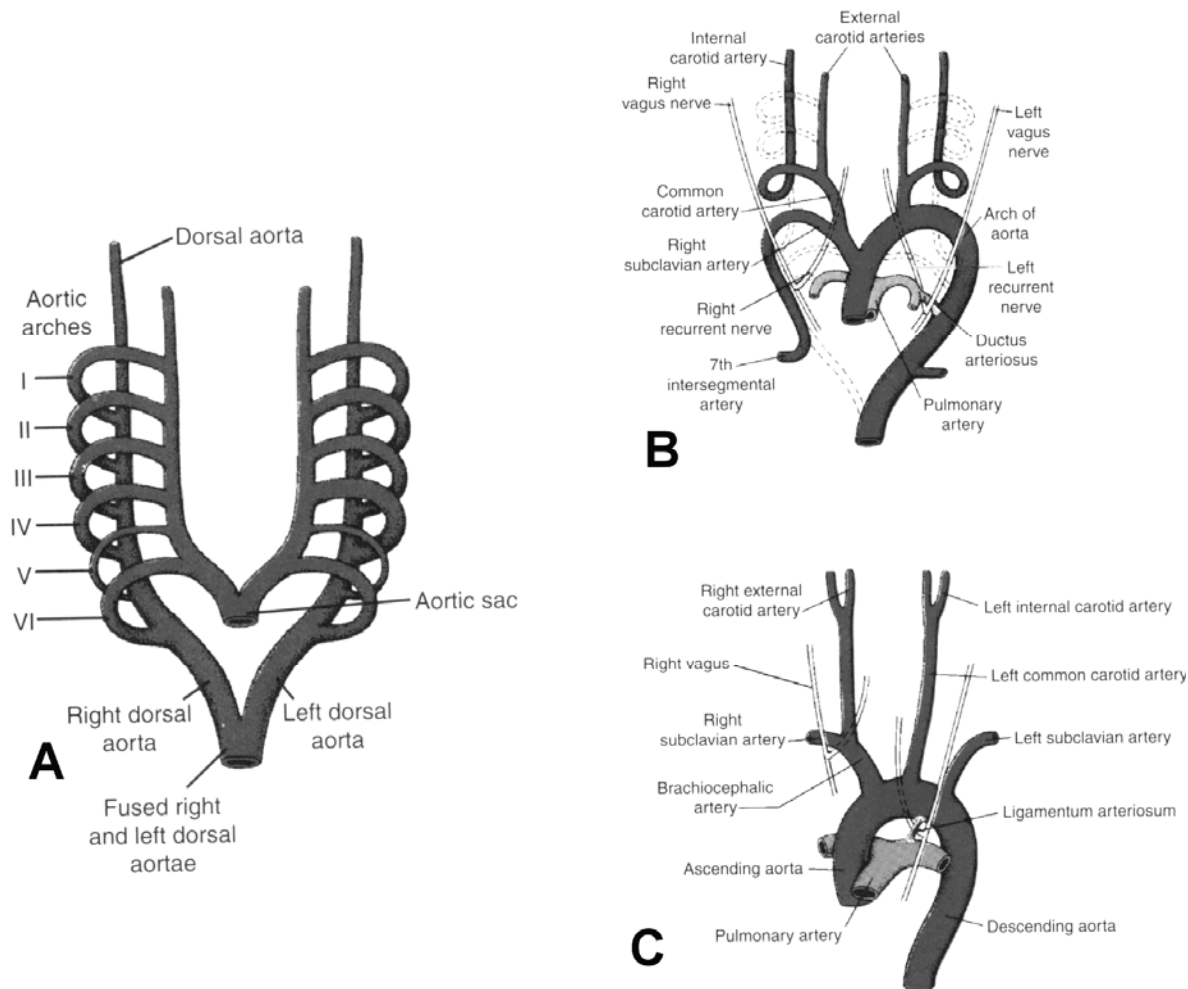 Dorsal aorta
Aortic
arches
I
II
III
IV
V
VI
Aortic sac
Right dorsal
aorta
Left dorsal
aorta
Fused right
and left dorsal
aortae
A
External
carotid arteries
Internal
carotid artery
Right
vagus nerve
Left
vagus
nerve
Common
carotid artery
Arch of
aorta
Right
subclavian artery
Left
recurrent
nerve
Right
recurrent nerve
Ductus
arteriosus
7th
intersegmental
artery
Pulmonary
artery
B
Right external
carotid artery
Left internal carotid artery
Right vagus
Left common carotid artery
Right
subclavian artery
Left subclavian artery
Brachiocephalic
artery
Ligamentum arteriosum
Ascending aorta
Pulmonary artery
Descending aorta
C